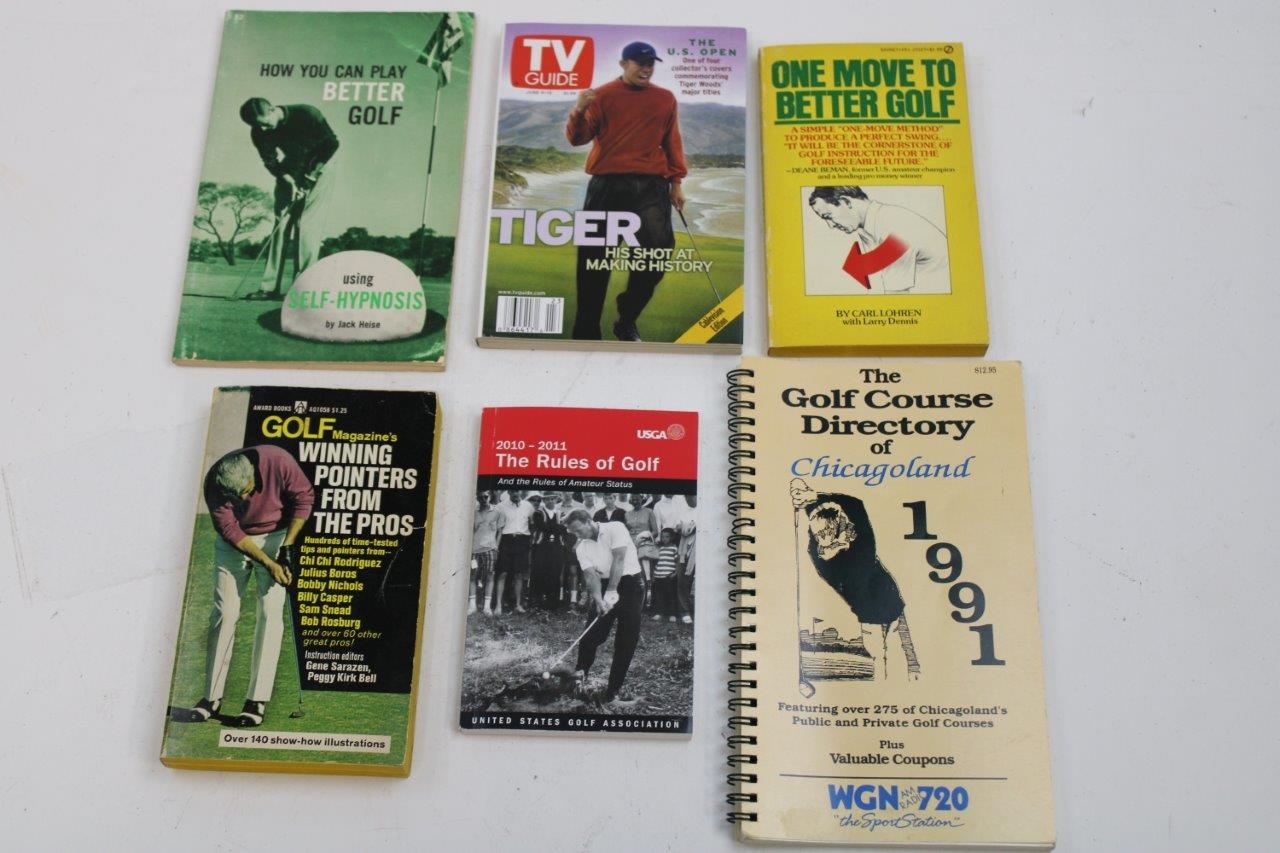 HOW YOU CAN PLAY
BETTER
GOLF
using
SELF-HYPNOSIS
by Jack Heise
TV
GUIDE
THE
U.S. OPEN
One of four
collector's covers
commemorating
Tiger Woods'
major titles
TIGER
HIS SHOT AT
MAKING HISTORY
www.tvguide.com
23
Celebration
Edition
ONE MOVE TO
BETTER GOLF
A SIMPLE "ONE-MOVE METHOD"
TO PRODUCE A PERFECT SWING....
"IT WILL BE THE CORNERSTONE OF
GOLF INSTRUCTION FOR THE
FORESEEABLE FUTURE."
—DEANE BEMAN, former U.S. amateur champion
and a leading pro money winner
BY CARL LOHREN
with Larry Dennis
AWARD BOOKS AQ1056 $1.25
GOLF Magazine's
WINNING
POINTERS
FROM
THE PROS
Hundreds of time-tested
tips and pointers from—
Chi Chi Rodriguez
Julius Boros
Bobby Nichols
Billy Casper
Sam Snead
Bob Rosburg
and over 60 other
great pros!
Instruction editors
Gene Sarazen,
Peggy Kirk Bell
Over 140 show-how illustrations
USGA
2010 – 2011
The Rules of Golf
And the Rules of Amateur Status
UNITED STATES GOLF ASSOCIATION
$12.95
The
Golf Course
Directory
of
Chicagoland
1991
Featuring over 275 of Chicagoland's
Public and Private Golf Courses
Plus
Valuable Coupons
WGN AM RADIO 720
"the Sport Station"